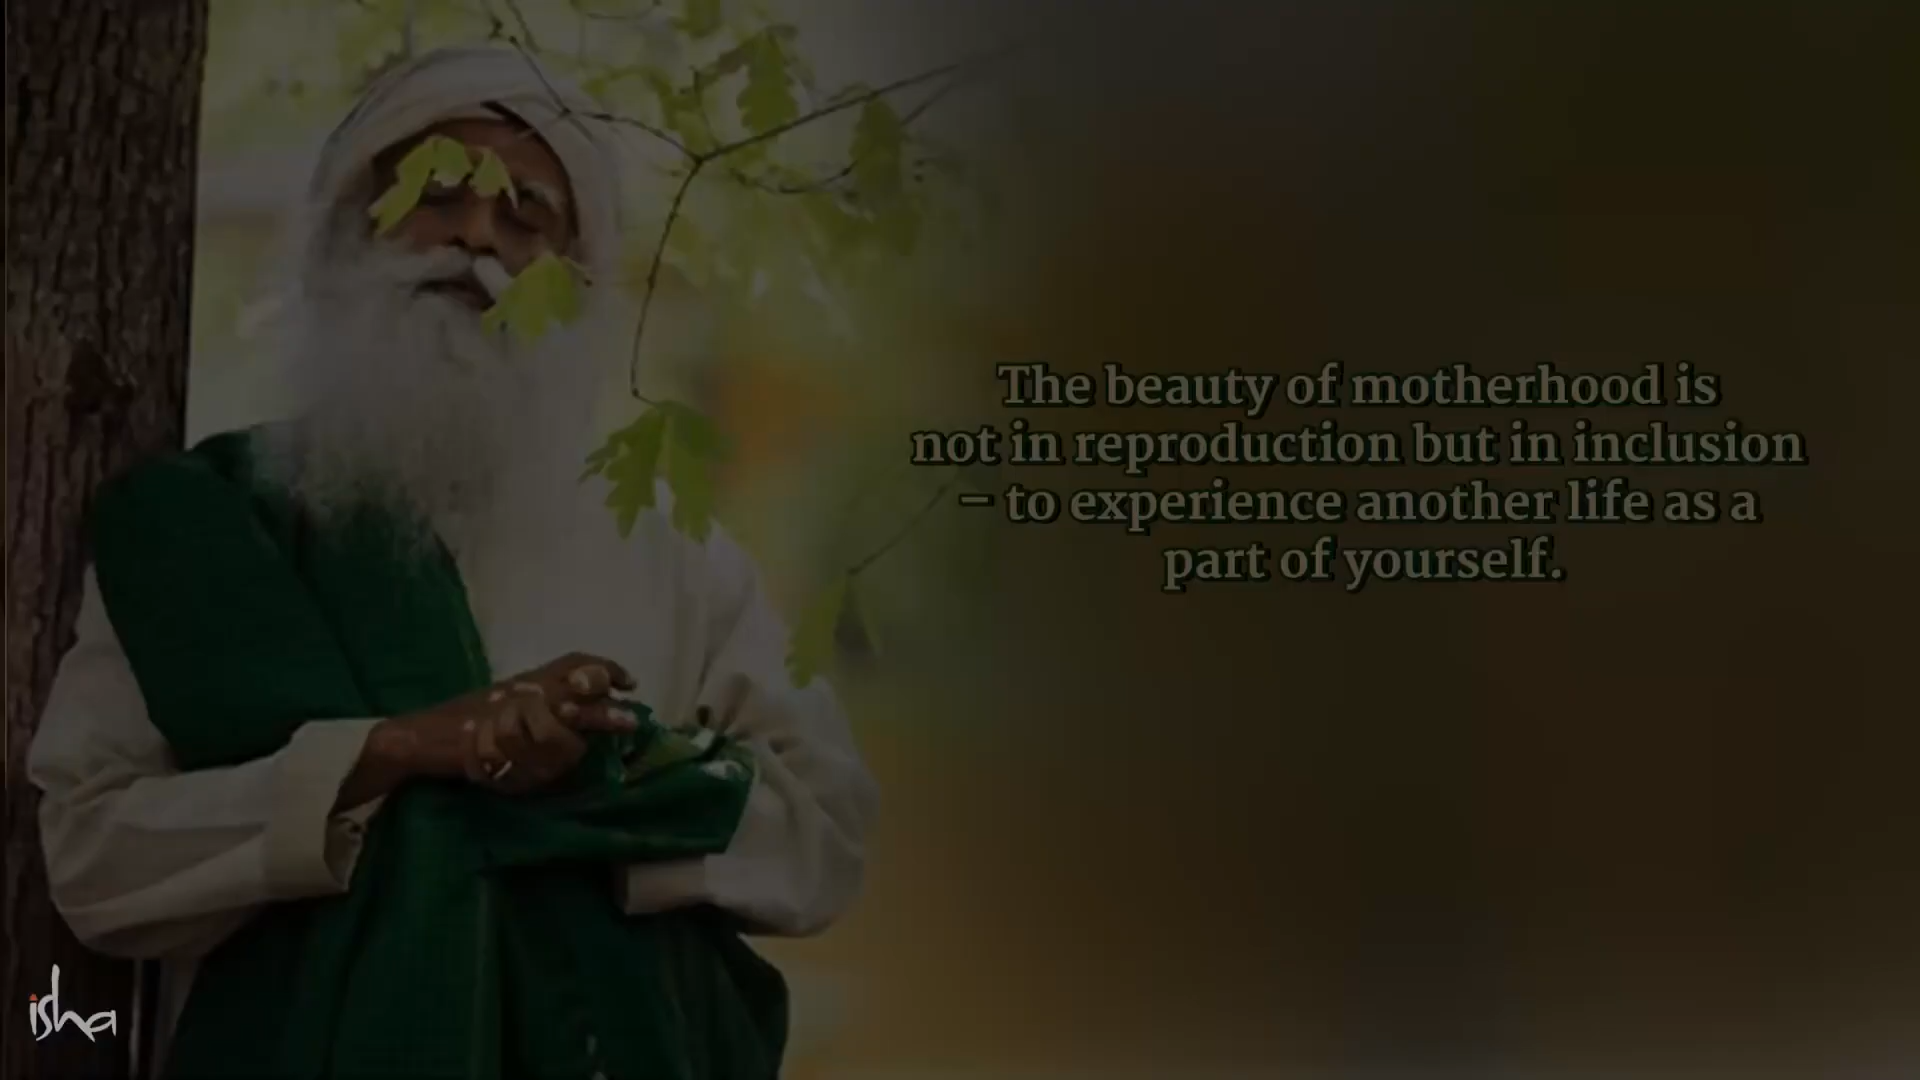 The beauty of motherhood is
not in reproduction but in inclusion
– to experience another life as a
part of yourself.
isha